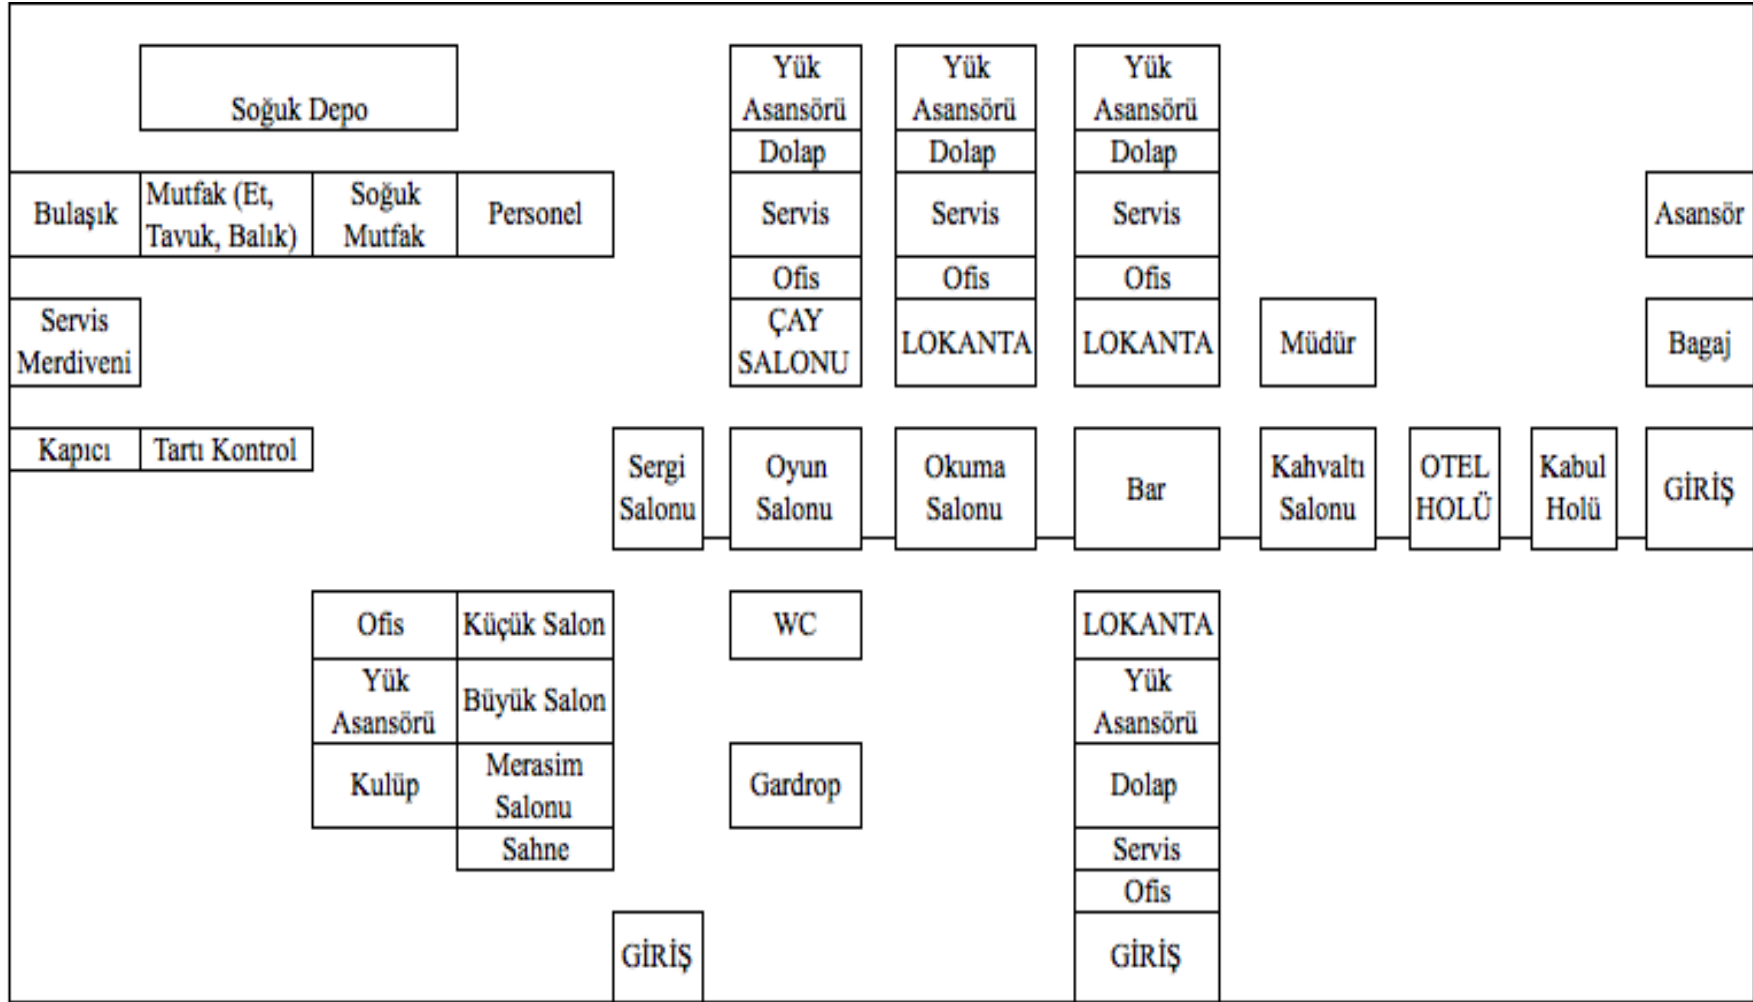 Soğuk Depo
Yük
Asansörü
Yük
Asansörü
Yük
Asansörü
Dolap
Dolap
Dolap
Bulaşık
Mutfak (Et,
Tavuk, Balık)
Soğuk
Mutfak
Personel
Servis
Servis
Servis
Asansör
Ofis
Ofis
Ofis
Servis
Merdiveni
ÇAY
SALONU
LOKANTA
LOKANTA
Müdür
Bagaj
Kapıcı
Tartı Kontrol
Sergi
Salonu
Oyun
Salonu
Okuma
Salonu
Bar
Kahvaltı
Salonu
OTEL
HOLÜ
Kabul
Holü
GİRİŞ
Ofis
Küçük Salon
WC
LOKANTA
Yük
Asansörü
Büyük Salon
Yük
Asansörü
Kulüp
Merasim
Salonu
Gardrop
Dolap
Sahne
Servis
Ofis
GİRİŞ
GİRİŞ